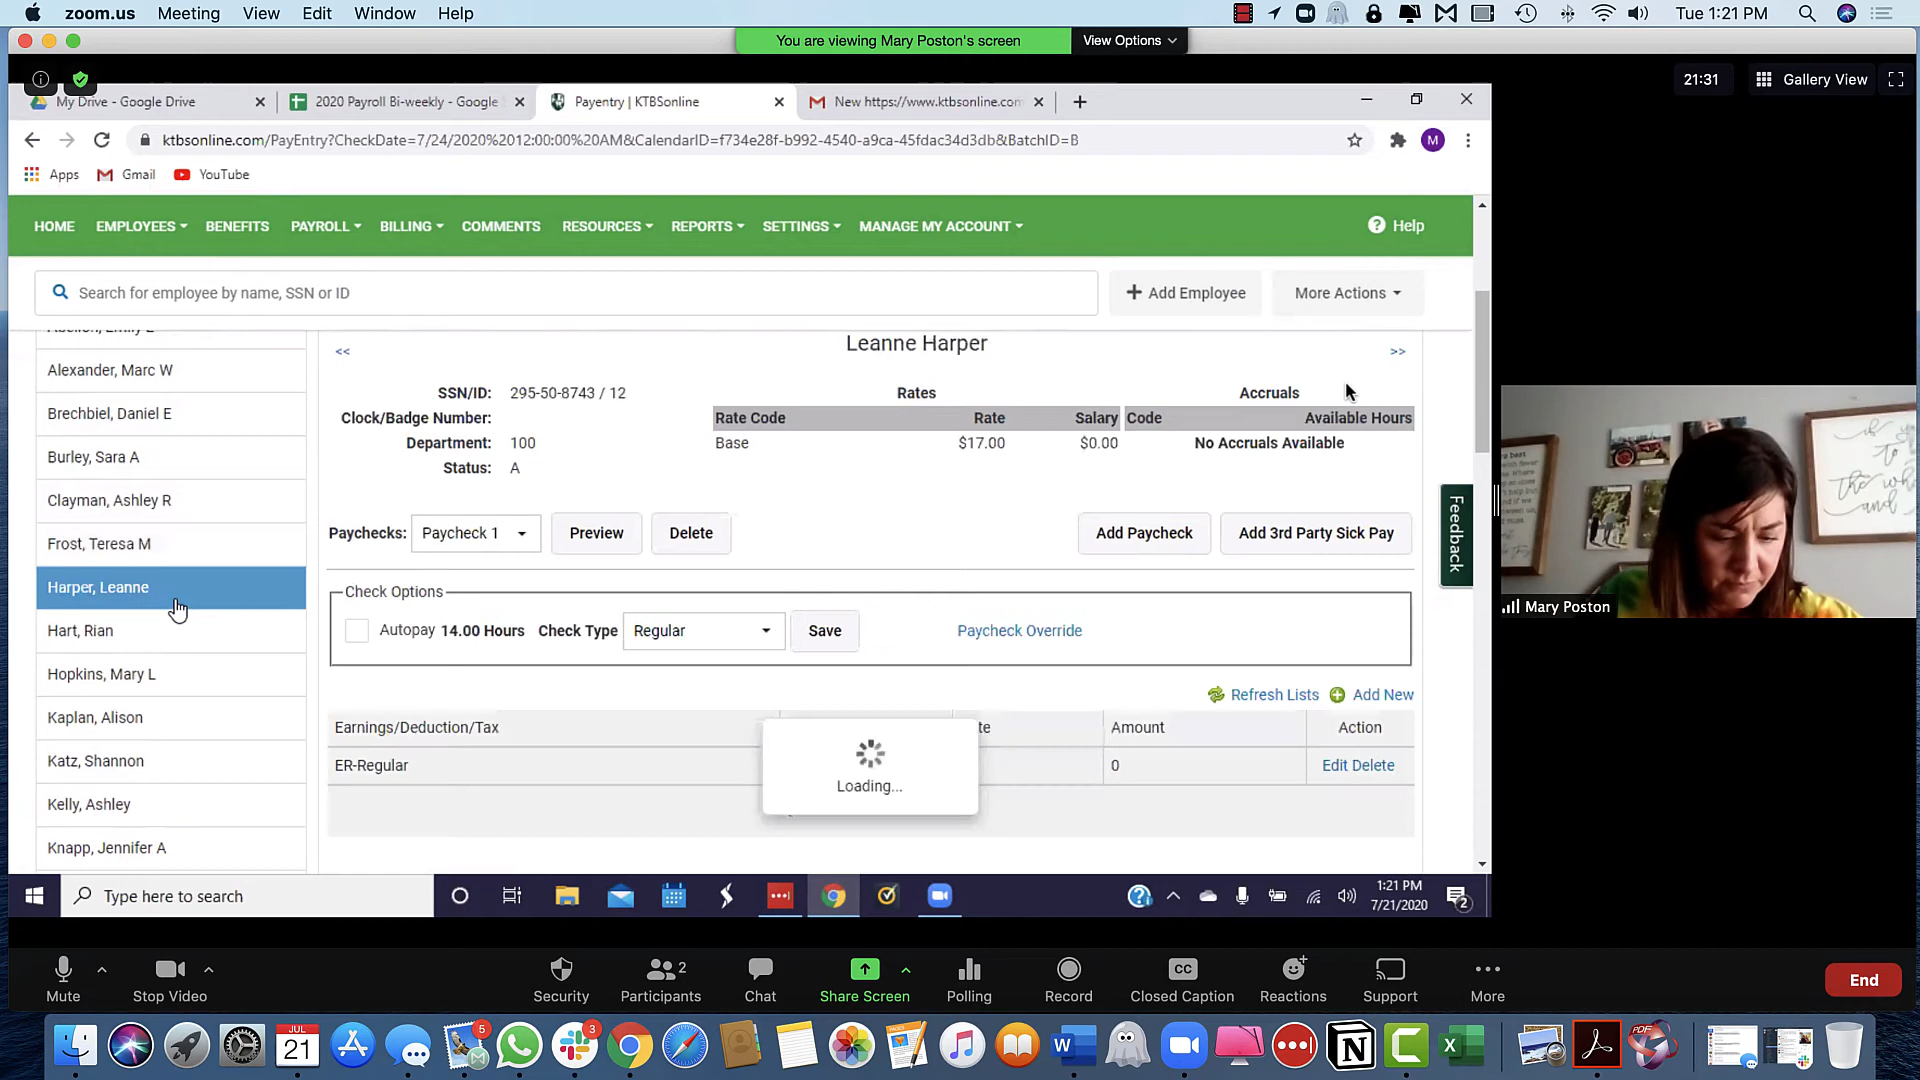 zoom.us Meeting View Edit Window Help Tue 1:21 PM
You are viewing Mary Poston's screen View Options
21:31 Gallery View
My Drive - Google Drive 2020 Payroll Bi-weekly - Google Payentry | KTBSonline New https://www.ktbsonline.com
ktbsonline.com/PayEntry?CheckDate=7/24/2020%2012:00:00%20AM&CalendarID=f734e28f-b992-4540-a9ca-45fdac34d3db&BatchID=B
M
Apps Gmail YouTube
HOME EMPLOYEES BENEFITS PAYROLL BILLING COMMENTS RESOURCES REPORTS SETTINGS MANAGE MY ACCOUNT Help
Search for employee by name, SSN or ID + Add Employee More Actions
Alexander, Marc W
Brechbiel, Daniel E
Burley, Sara A
Clayman, Ashley R
Frost, Teresa M
Harper, Leanne
Hart, Rian
Hopkins, Mary L
Kaplan, Alison
Katz, Shannon
Kelly, Ashley
Knapp, Jennifer A
<< Leanne Harper >>
SSN/ID: 295-50-8743 / 12
Clock/Badge Number:
Department: 100
Status: A
Rates
Rate Code Rate Salary
Base $17.00 $0.00
Accruals
Code Available Hours
No Accruals Available
Paychecks: Paycheck 1 Preview Delete Add Paycheck Add 3rd Party Sick Pay
Feedback
Check Options
Autopay 14.00 Hours Check Type Regular Save Paycheck Override
Refresh Lists Add New
Earnings/Deduction/Tax te Amount Action
ER-Regular 0 Edit Delete
Loading...
Mary Poston
Type here to search
1:21 PM
7/21/2020
2
Mute Stop Video Security Participants 2 Chat Share Screen Polling Record Closed Caption Reactions Support More End
CC
JUL
21
5
3
W
N
C
X
PDF